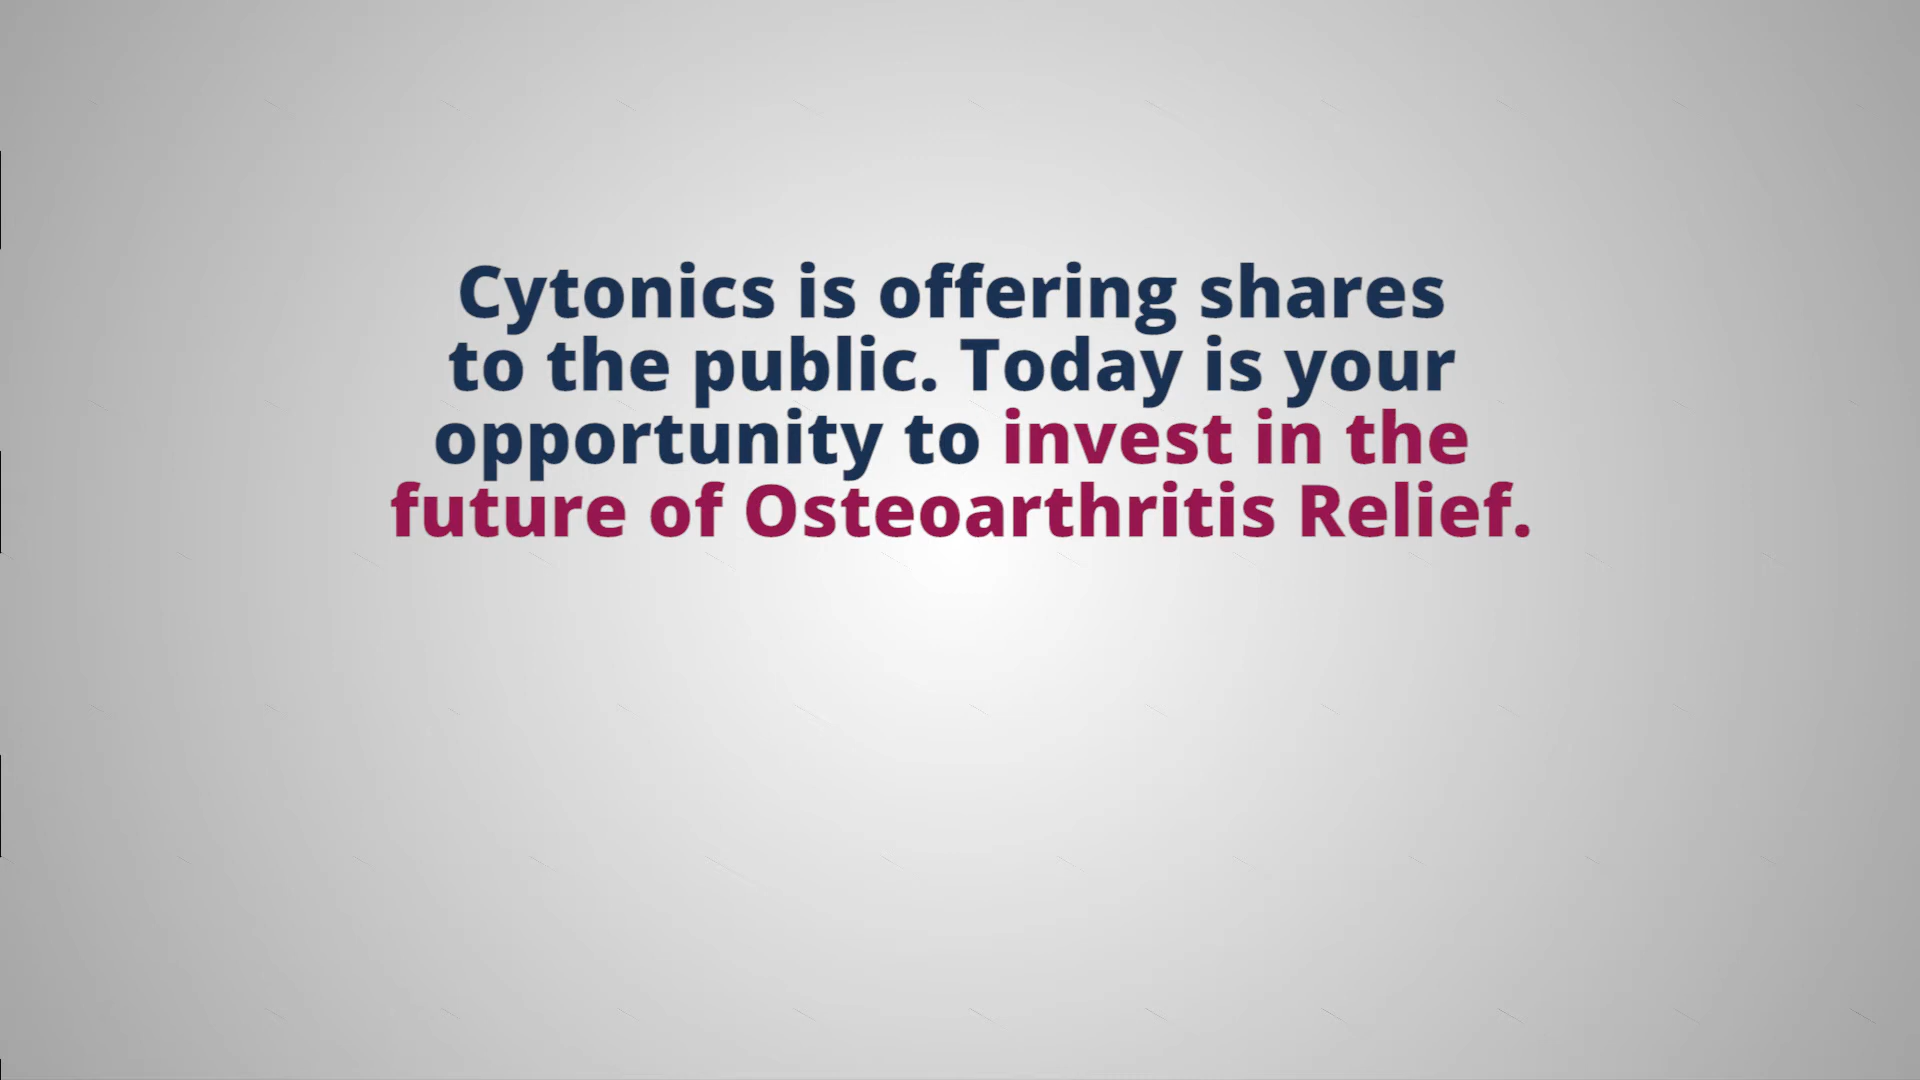 Cytonics is offering shares
to the public. Today is your
opportunity to invest in the
future of Osteoarthritis Relief.